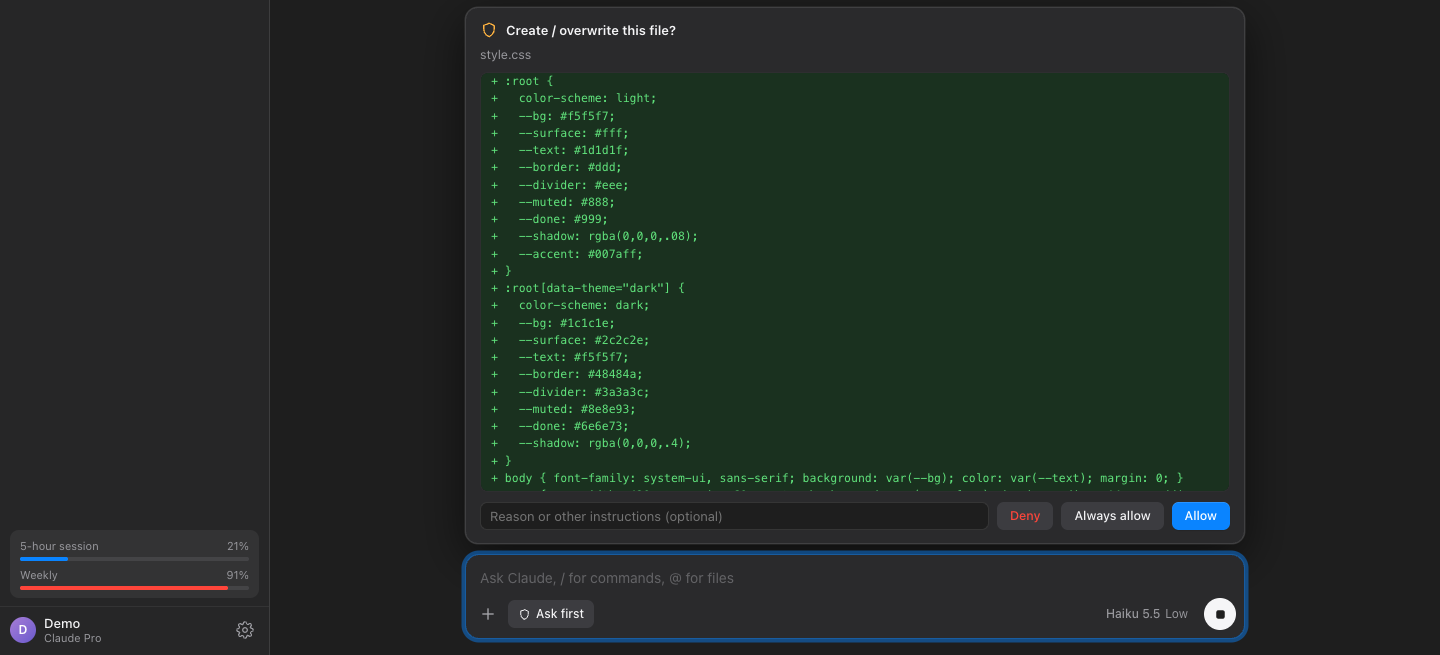 Create / overwrite this file?
style.css
+ :root {
+   color-scheme: light;
+   --bg: #f5f5f7;
+   --surface: #fff;
+   --text: #1d1d1f;
+   --border: #ddd;
+   --divider: #eee;
+   --muted: #888;
+   --done: #999;
+   --shadow: rgba(0,0,0,.08);
+   --accent: #007aff;
+ }
+ :root[data-theme="dark"] {
+   color-scheme: dark;
+   --bg: #1c1c1e;
+   --surface: #2c2c2e;
+   --text: #f5f5f7;
+   --border: #48484a;
+   --divider: #3a3a3c;
+   --muted: #8e8e93;
+   --done: #6e6e73;
+   --shadow: rgba(0,0,0,.4);
+ }
+ body { font-family: system-ui, sans-serif; background: var(--bg); color: var(--text); margin: 0; }
Reason or other instructions (optional)
Deny
Always allow
Allow
Ask Claude, / for commands, @ for files
Ask first
Haiku 5.5 Low
5-hour session 21%
Weekly 91%
D
Demo
Claude Pro